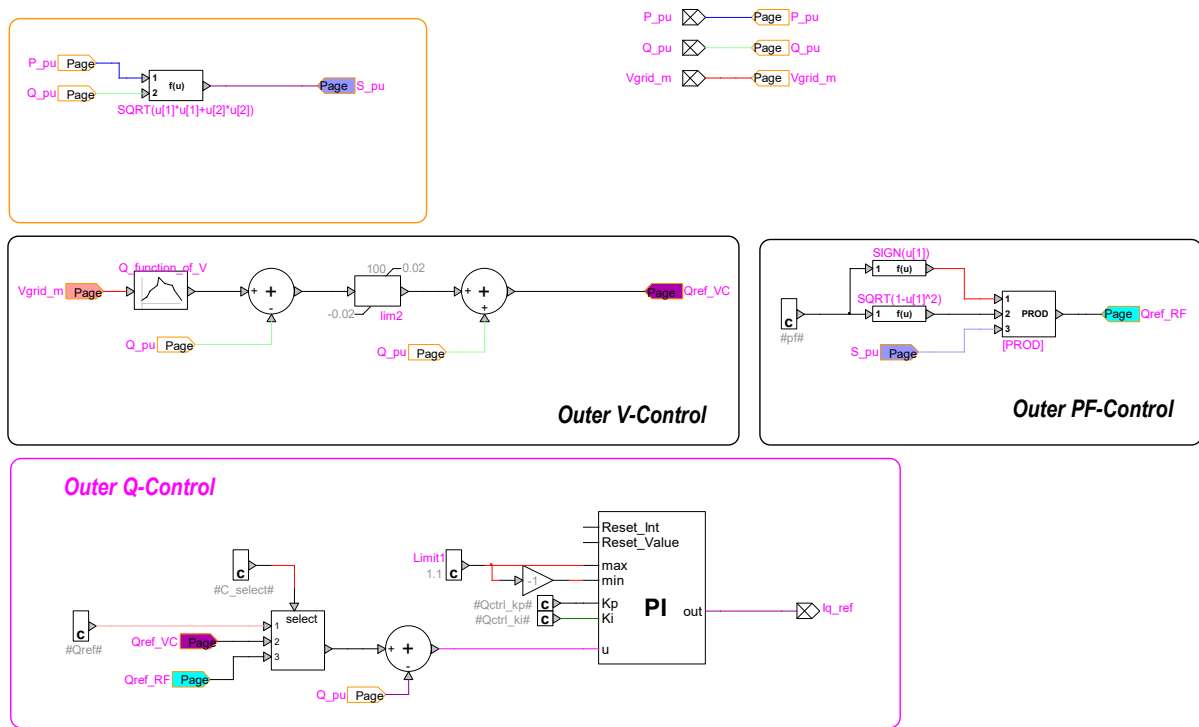 P_pu Page P_pu
Q_pu Page Q_pu
Vgrid_m Page Vgrid_m
P_pu Page
Q_pu Page
1
2
f(u)
Page S_pu
SQRT(u[1]*u[1]+u[2]*u[2])
Q_function_of_V
Vgrid_m Page
+
+
-
Q_pu Page
100
0.02
-0.02
lim2
+
+
+
Q_pu Page
Page Qref_VC
Outer V-Control
SIGN(u[1])
1 f(u)
SQRT(1-u[1]^2)
1 f(u)
c
#pf#
S_pu Page
1
2
3
PROD
[PROD]
Page Qref_RF
Outer PF-Control
Outer Q-Control
c
#C_select#
c
#Qref#
Qref_VC Page
Qref_RF Page
select
1
2
3
+
+
-
Q_pu Page
Limit1
1.1
c
-1
#Qctrl_kp# c
#Qctrl_ki# c
Reset_Int
Reset_Value
max
min
Kp
Ki
u
PI
out
Iq_ref